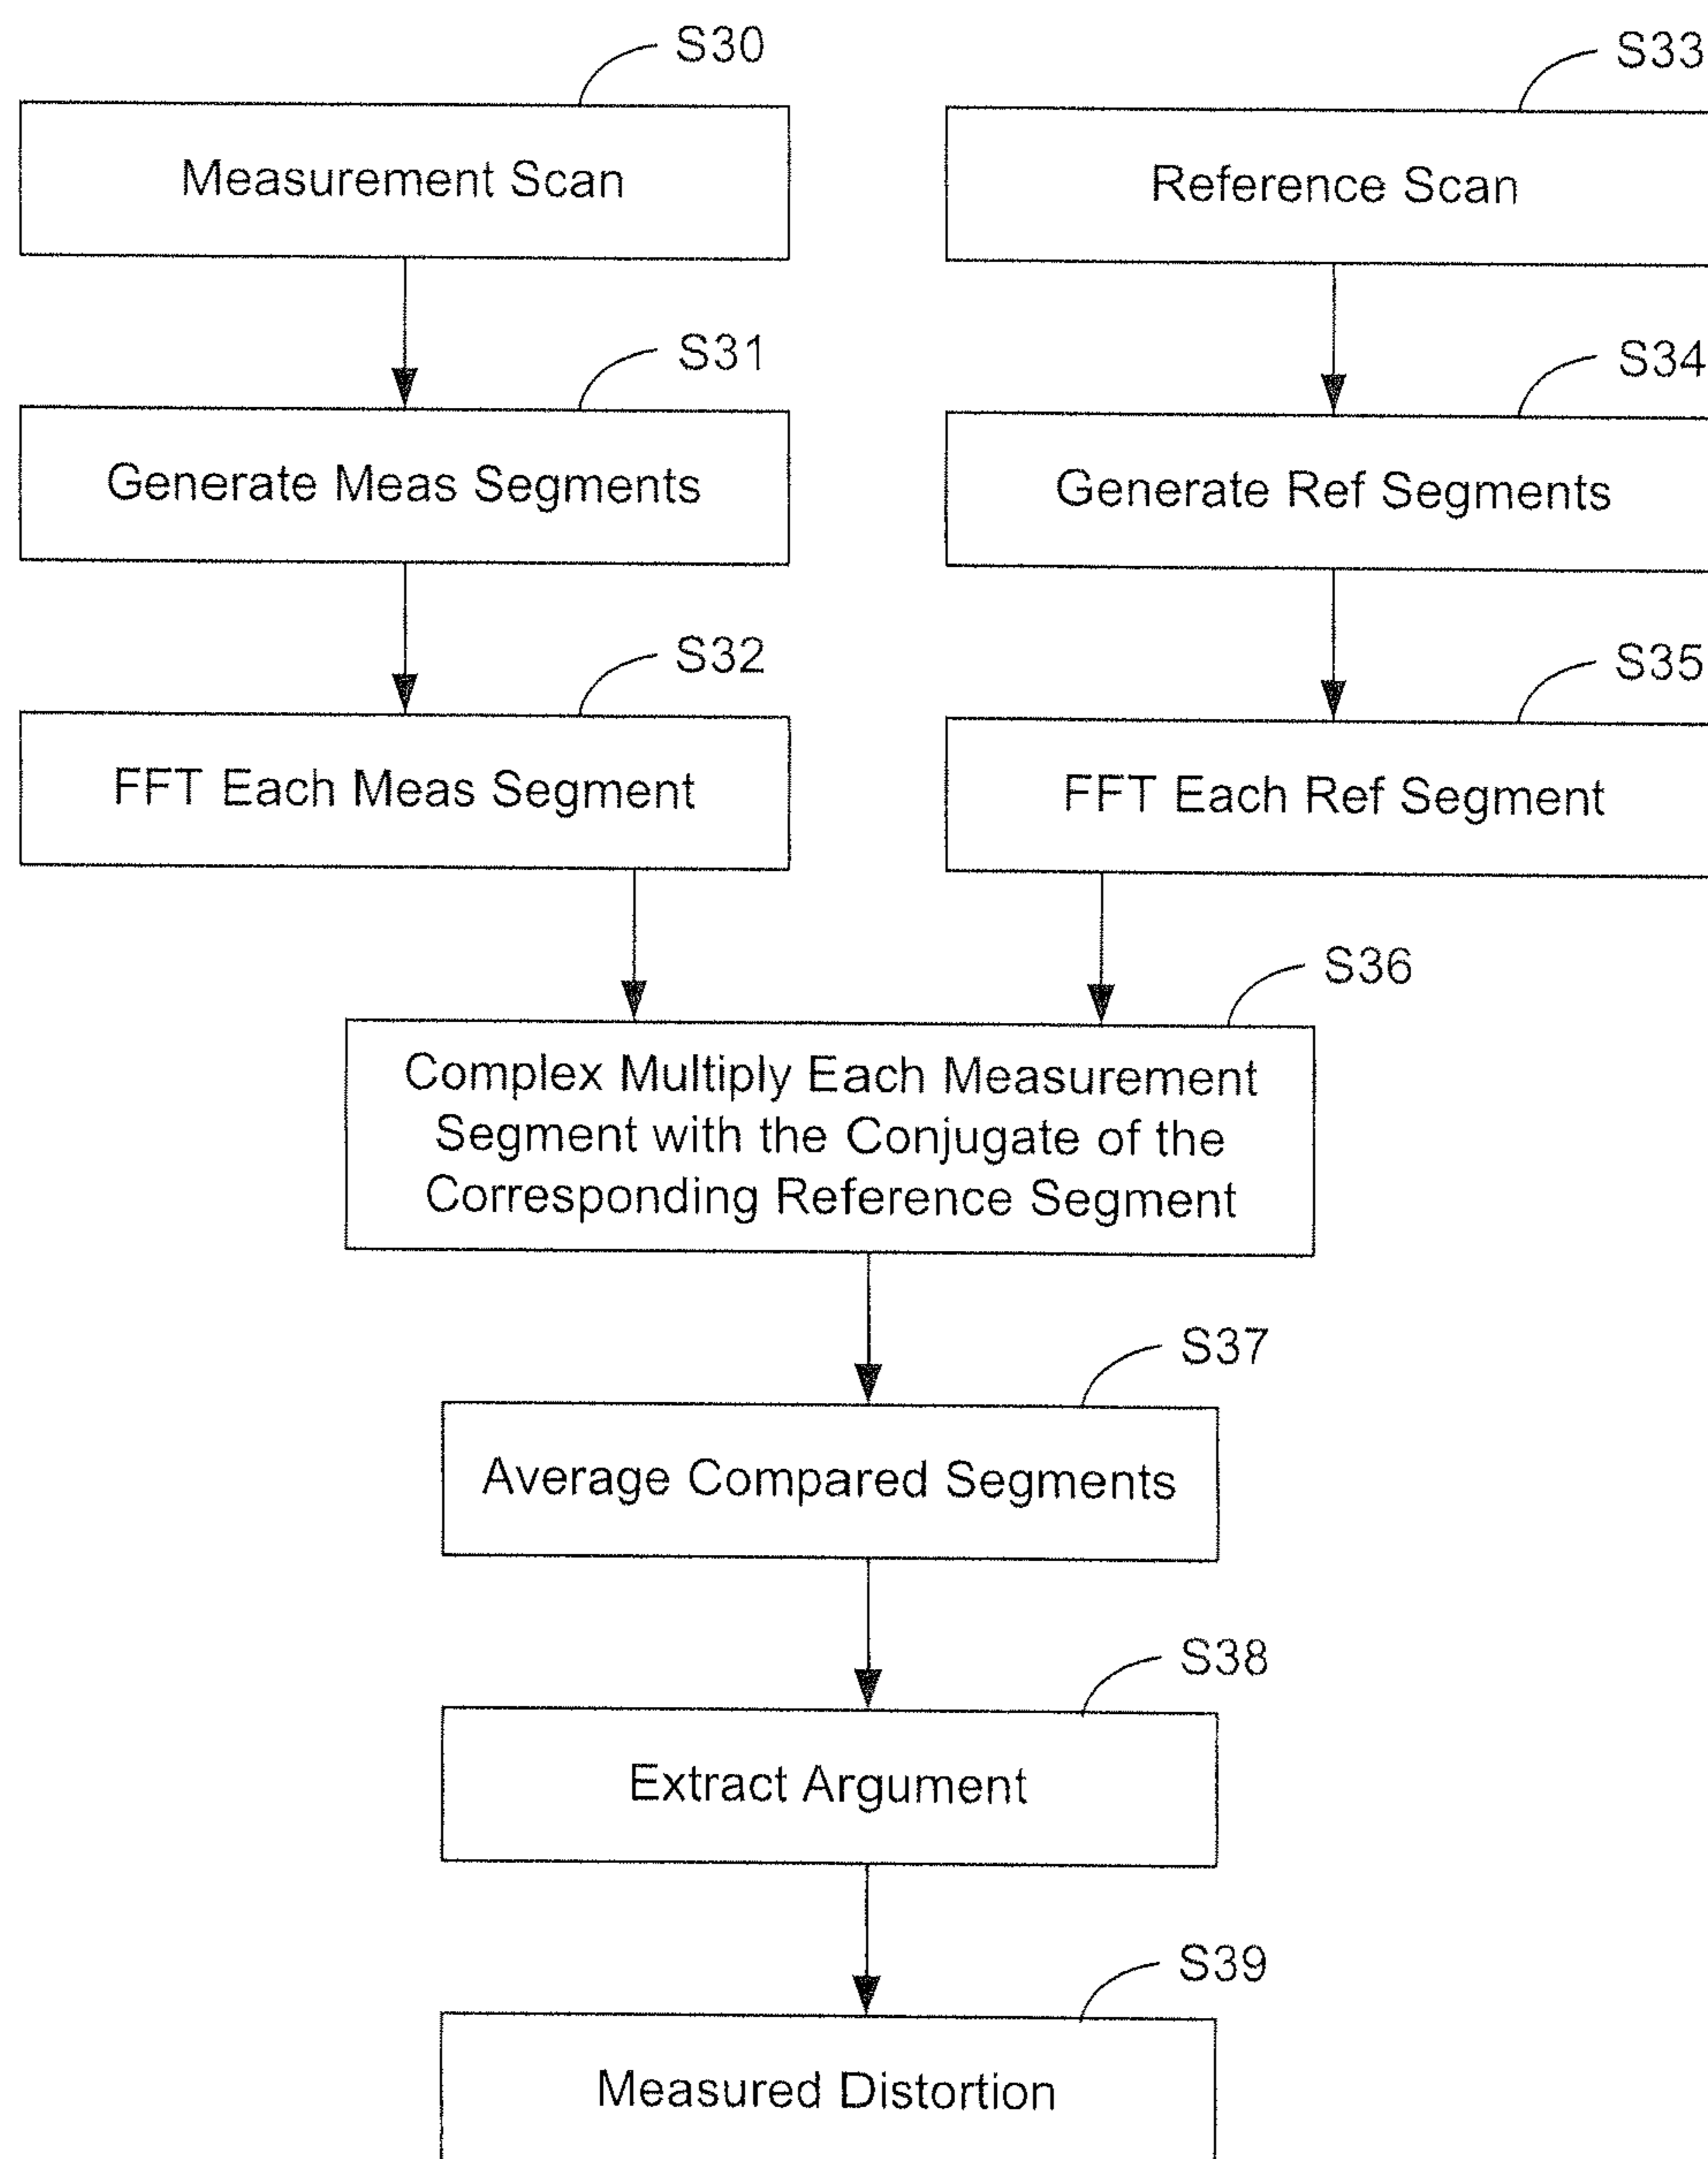 S30
Measurement Scan
S33
Reference Scan
S31
Generate Meas Segments
S34
Generate Ref Segments
S32
FFT Each Meas Segment
S35
FFT Each Ref Segment
S36
Complex Multiply Each Measurement
Segment with the Conjugate of the
Corresponding Reference Segment
S37
Average Compared Segments
S38
Extract Argument
S39
Measured Distortion